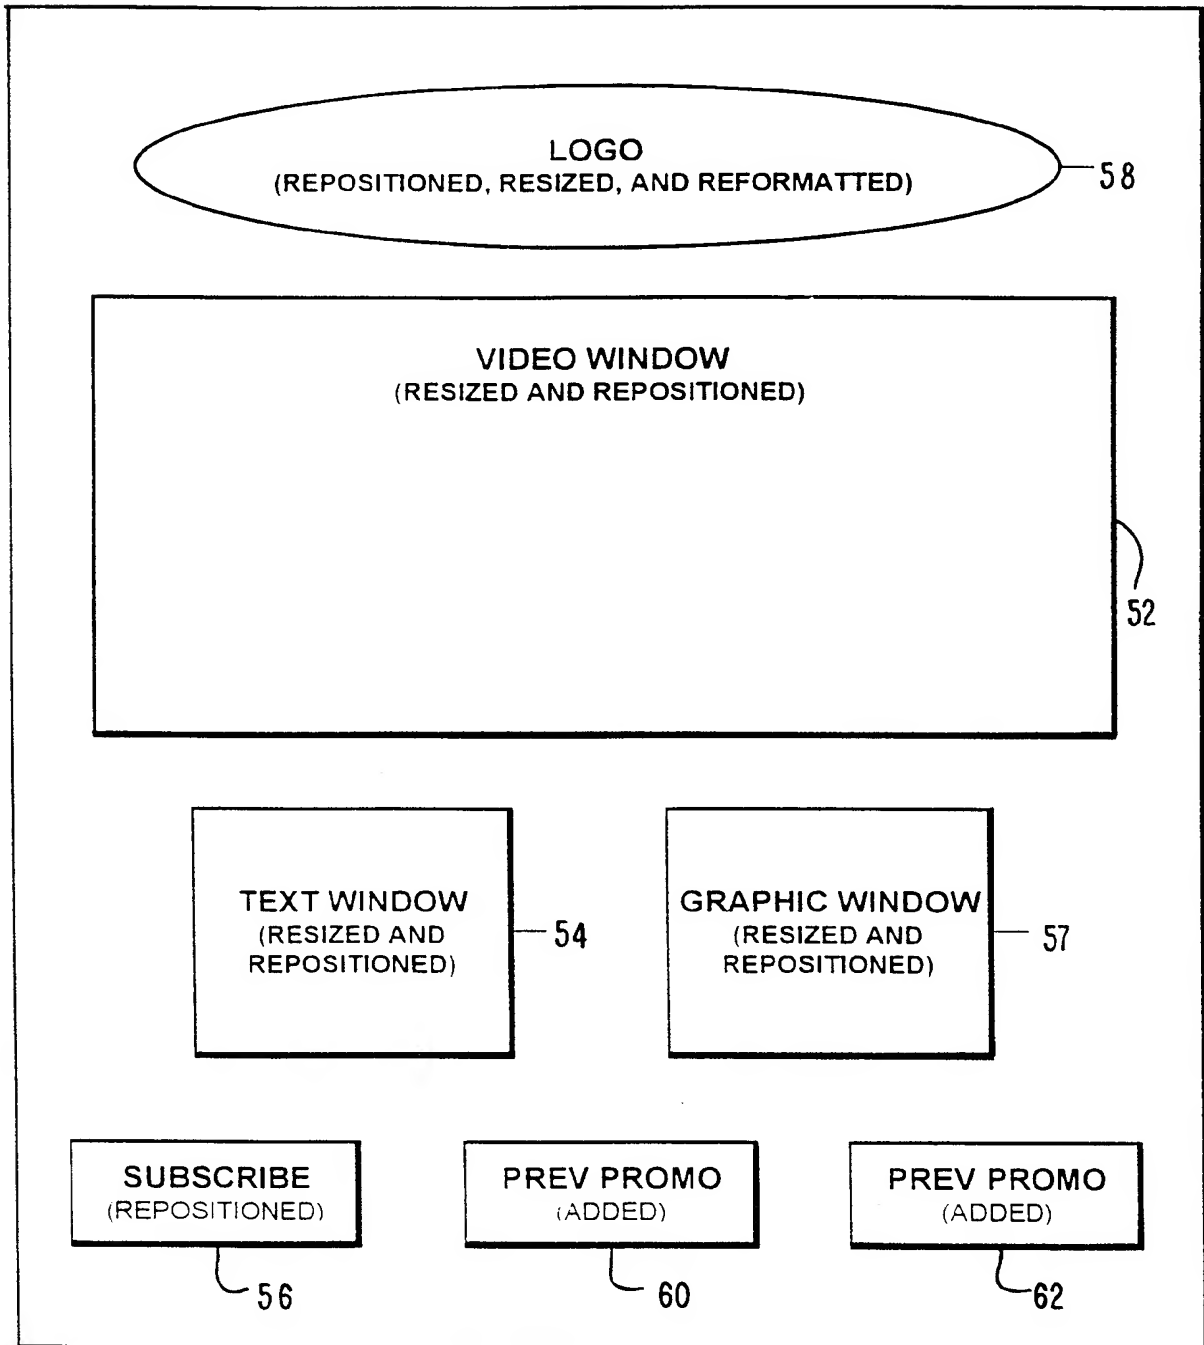 LOGO
(REPOSITIONED, RESIZED, AND REFORMATTED)
58
VIDEO WINDOW
(RESIZED AND REPOSITIONED)
52
TEXT WINDOW
(RESIZED AND
REPOSITIONED)
54
GRAPHIC WINDOW
(RESIZED AND
REPOSITIONED)
57
SUBSCRIBE
(REPOSITIONED)
56
PREV PROMO
(ADDED)
60
PREV PROMO
(ADDED)
62